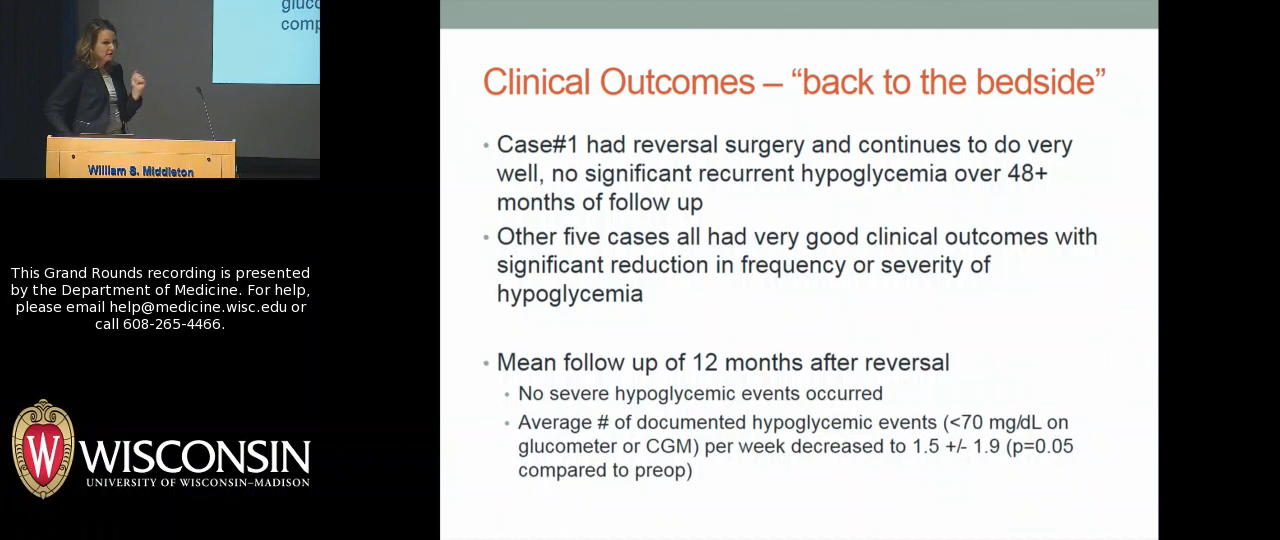 gluco
comp
William S. Middleton
This Grand Rounds recording is presented
by the Department of Medicine. For help,
please email help@medicine.wisc.edu or
call 608-265-4466.
W
WISCONSIN
UNIVERSITY OF WISCONSIN–MADISON
Clinical Outcomes – “back to the bedside”
• Case#1 had reversal surgery and continues to do very
well, no significant recurrent hypoglycemia over 48+
months of follow up
• Other five cases all had very good clinical outcomes with
significant reduction in frequency or severity of
hypoglycemia
• Mean follow up of 12 months after reversal
• No severe hypoglycemic events occurred
• Average # of documented hypoglycemic events (<70 mg/dL on
glucometer or CGM) per week decreased to 1.5 +/- 1.9 (p=0.05
compared to preop)